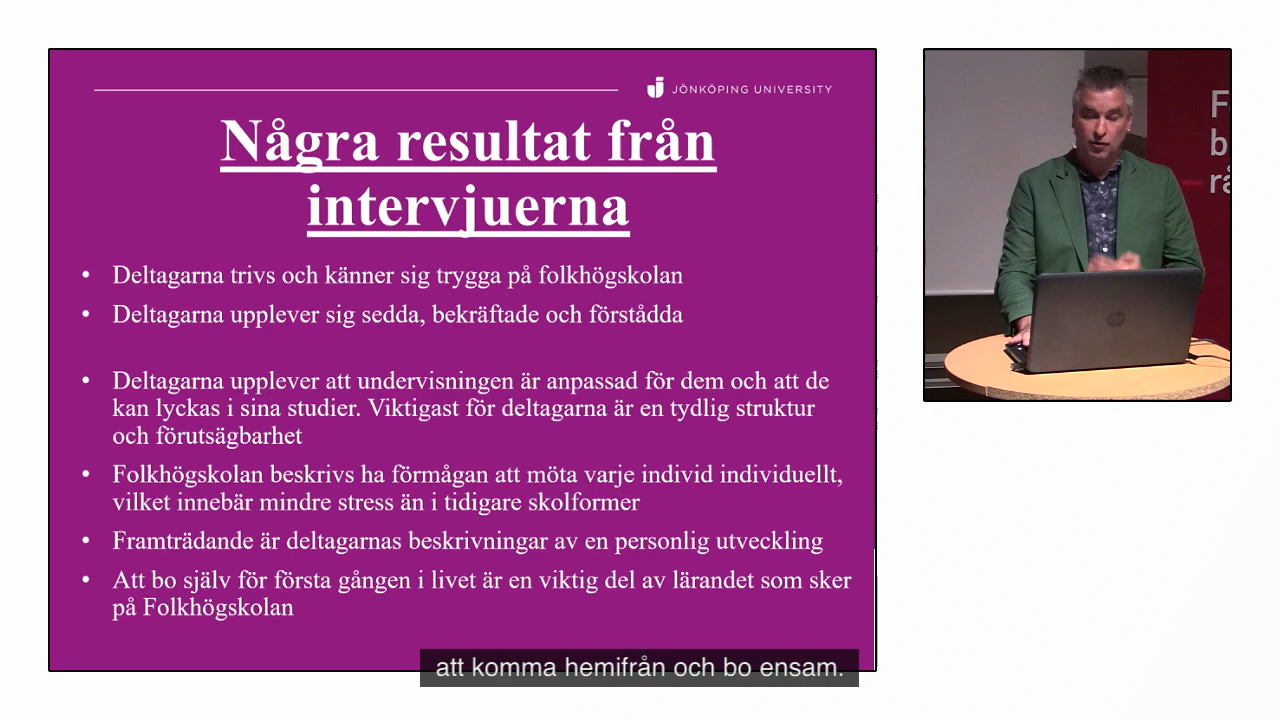 JÖNKÖPING UNIVERSITY
Några resultat från
intervjuerna
• Deltagarna trivs och känner sig trygga på folkhögskolan
• Deltagarna upplever sig sedda, bekräftade och förstådda
• Deltagarna upplever att undervisningen är anpassad för dem och att de
kan lyckas i sina studier. Viktigast för deltagarna är en tydlig struktur
och förutsägbarhet
• Folkhögskolan beskrivs ha förmågan att möta varje individ individuellt,
vilket innebär mindre stress än i tidigare skolformer
• Framträdande är deltagarnas beskrivningar av en personlig utveckling
• Att bo själv för första gången i livet är en viktig del av lärandet som sker
på Folkhögskolan
att komma hemifrån och bo ensam.